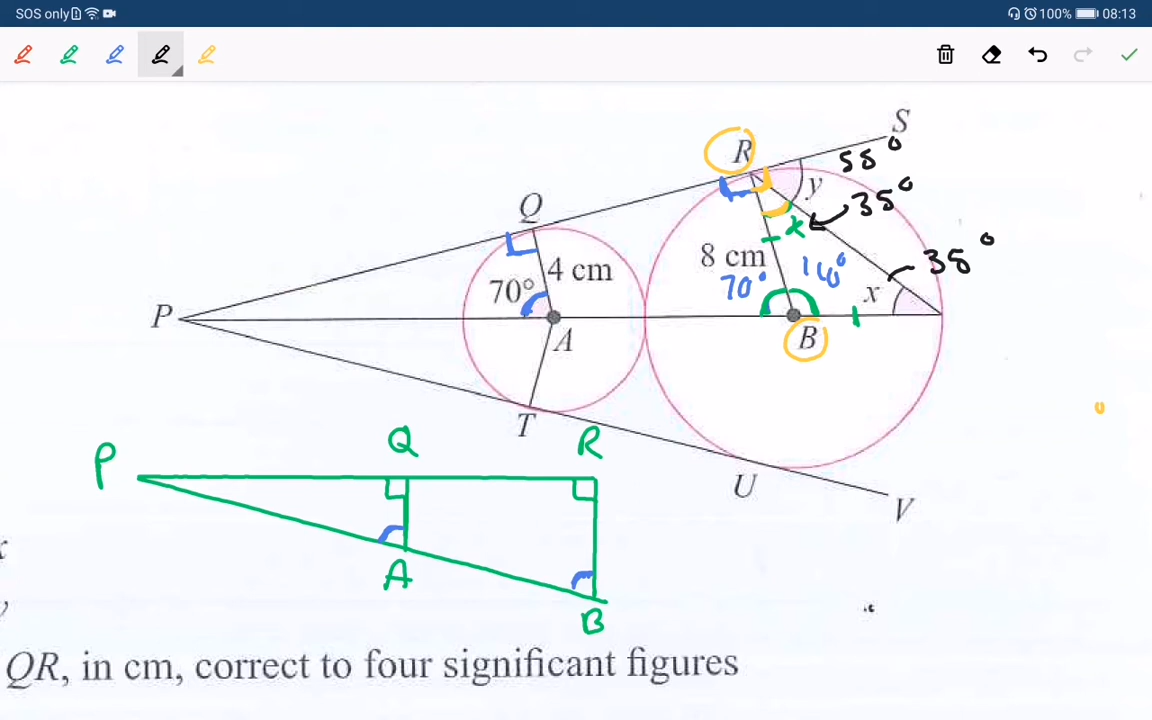 SOS only 100% 08:13
S
R
55°
y
35°
Q
x
4 cm
8 cm
35°
70°
70°
x
P
A
B
T
Q
R
U
P
V
A
B
QR, in cm, correct to four significant figures